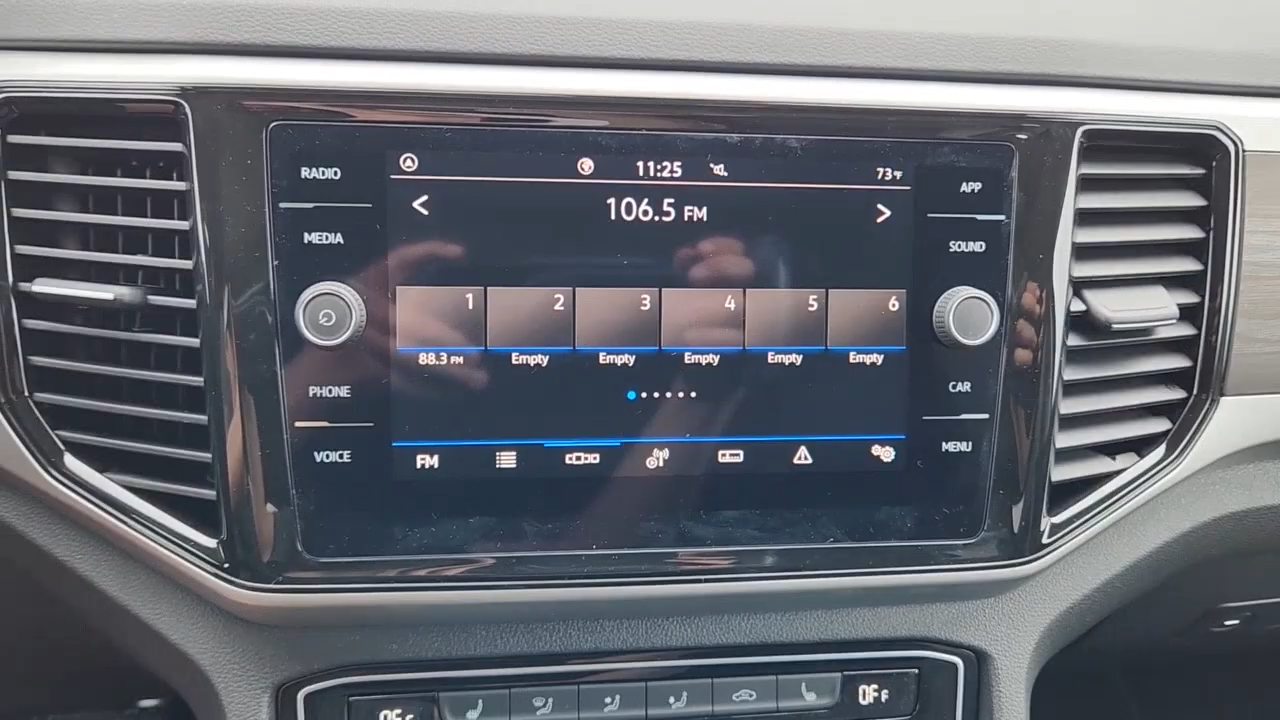 RADIO
MEDIA
PHONE
VOICE
11:25
73°F
106.5 FM
1 2 3 4 5 6
88.3 FM Empty Empty Empty Empty Empty
FM
APP
SOUND
CAR
MENU
OFF
OFF